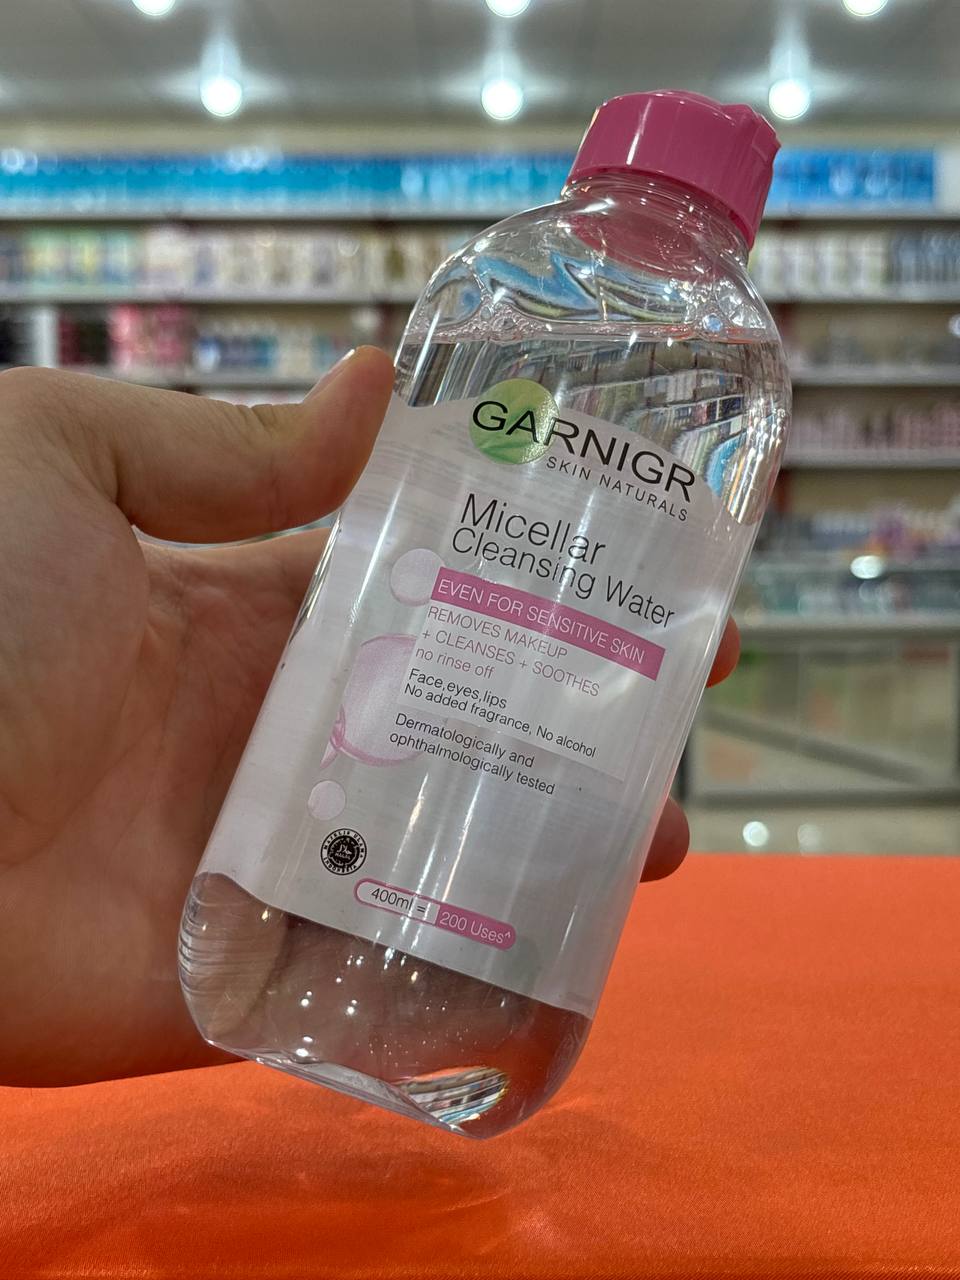 GARNIGR
SKIN NATURALS
Micellar
Cleansing Water
EVEN FOR SENSITIVE SKIN
REMOVES MAKEUP
+ CLEANSES + SOOTHES
no rinse off
Face,eyes,lips
No added fragrance, No alcohol
Dermatologically and
ophthalmologically tested
400ml = 200 Uses^